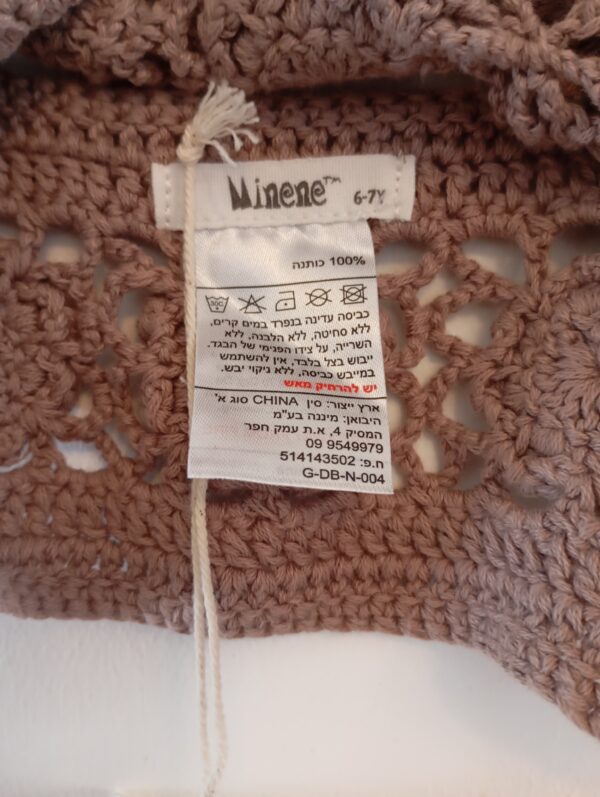 Minene™ 6-7Y
100% כותנה
30C
כביסה עדינה בנפרד במים קרים,
ללא סחיטה, ללא הלבנה, ללא
השרייה, על צידו הפנימי של הבגד.
ייבוש בצל בלבד, אין להשתמש
במייבש כביסה, ללא ניקוי יבש.
יש להרחיק מאש
ארץ ייצור: סין CHINA סוג א'
היבואן: מיננה בע"מ
המסיק 4, א.ת עמק חפר
09 9549979
ח.פ: 514143502
G-DB-N-004